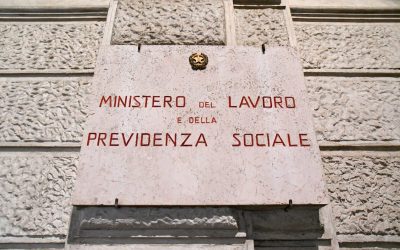 MINISTERO DEL LAVORO
E DELLA
PREVIDENZA SOCIALE